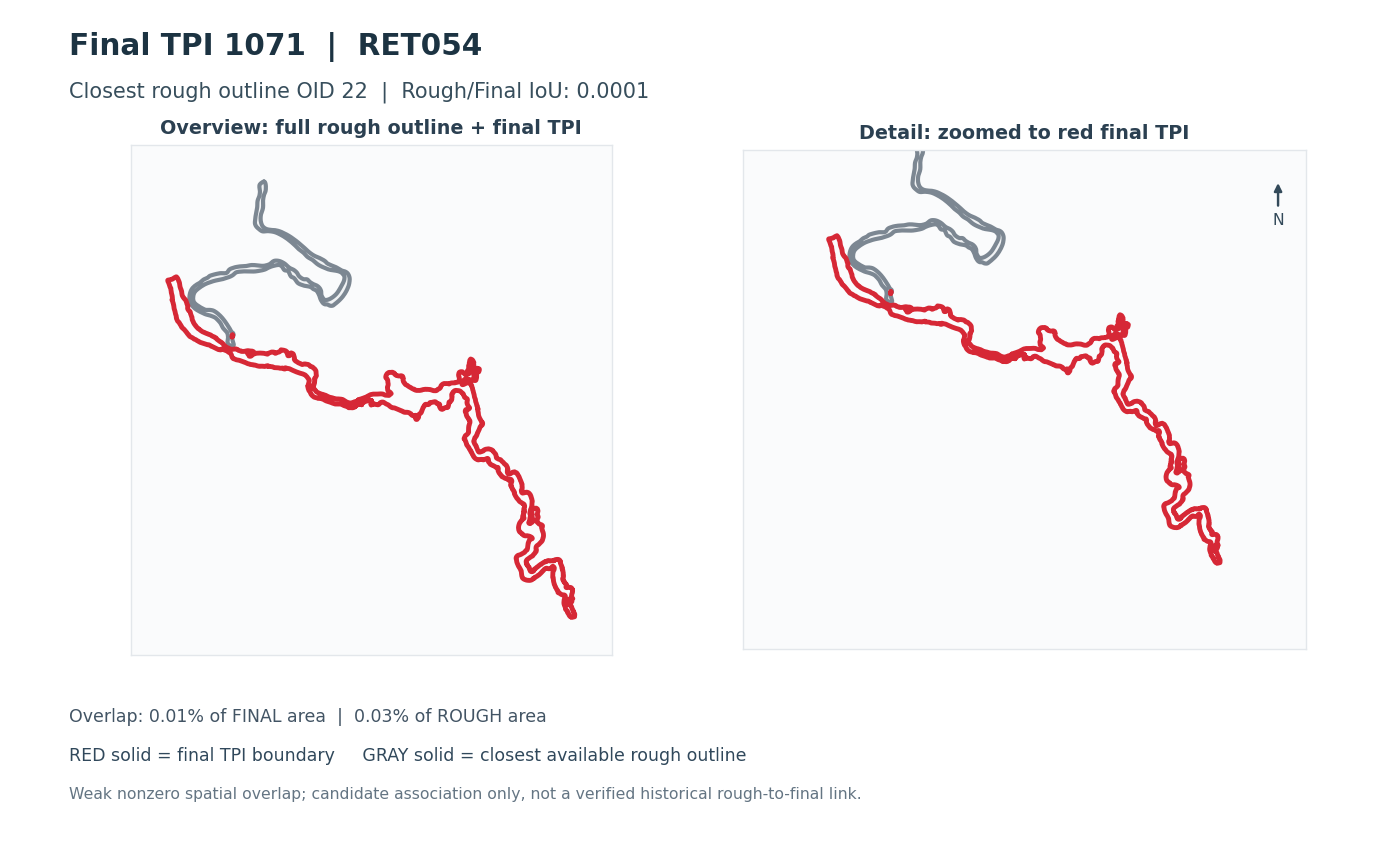 Final TPI 1071 | RET054
Closest rough outline OID 22 | Rough/Final IoU: 0.0001
Overview: full rough outline + final TPI
Detail: zoomed to red final TPI
N
Overlap: 0.01% of FINAL area | 0.03% of ROUGH area
RED solid = final TPI boundary GRAY solid = closest available rough outline
Weak nonzero spatial overlap; candidate association only, not a verified historical rough-to-final link.